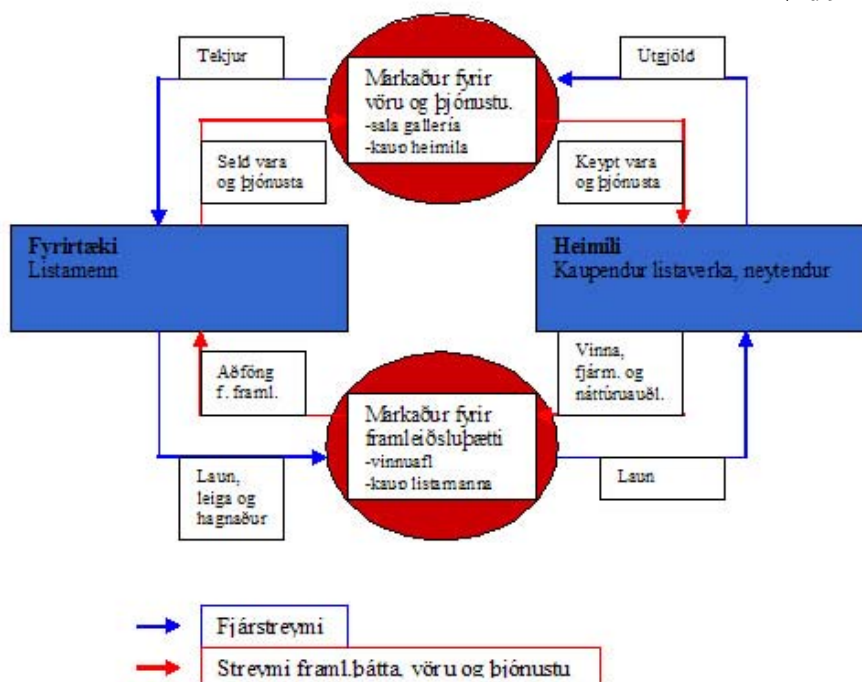 Tekjur
Markaður fyrir
vöru og þjónustu.
-sala gallería
-kaup heimila
Utgjöld
Seld vara
og þjónusta
Keypt vara
og þjónusta
Fyrirtæki
Listamenn
Heimili
Kaupendur listaverka, neytendur
Aðföng
f. framl.
Vinna,
fjárm. og
náttúruauðl.
Markaður fyrir
framleiðsluþætti
-vinnuafl
-kaup listamanna
Laun,
leiga og
hagnaður
Laun
Fjárstreymi
Streymi framl.þátta, vöru og þjónustu